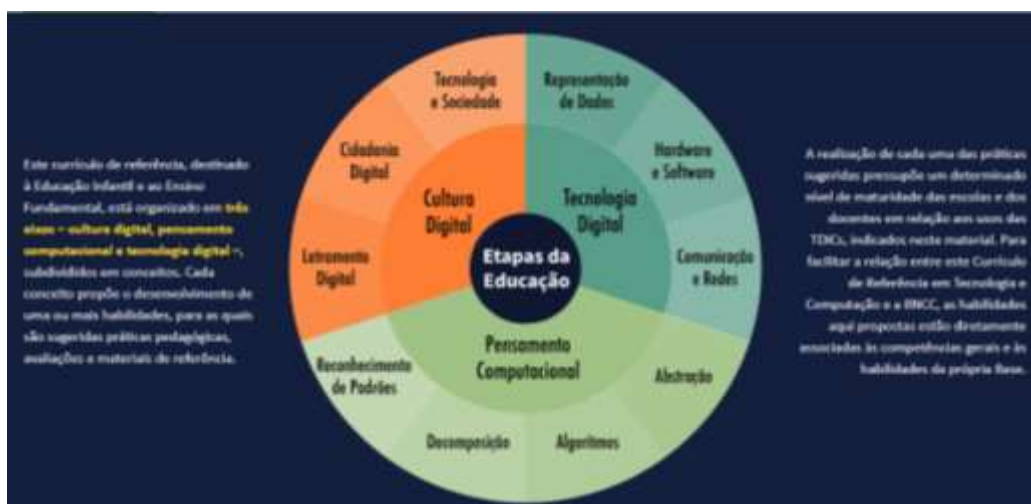 Este currículo de referência, destinado
à Educação Infantil e ao Ensino
Fundamental, está organizado em três
eixos – cultura digital, pensamento
computacional e tecnologia digital –,
subdivididos em conceitos. Cada
conceito propõe o desenvolvimento de
uma ou mais habilidades, para as quais
são sugeridas práticas pedagógicas,
avaliações e materiais de referência.
Tecnologia
e Sociedade
Representação
de Dados
Cidadania
Digital
Hardware
e Software
Cultura
Digital
Tecnologia
Digital
Letramento
Digital
Etapas da
Educação
Comunicação
e Redes
Pensamento
Computacional
Reconhecimento
de Padrões
Abstração
Decomposição
Algoritmos
A realização de cada uma das práticas
sugeridas pressupõe um determinado
nível de maturidade das escolas e dos
docentes em relação aos usos das
TDICs, indicados neste material. Para
facilitar a relação entre este Currículo
de Referência em Tecnologia e
Computação e a BNCC, as habilidades
aqui propostas estão diretamente
associadas às competências gerais e às
habilidades da própria Base.